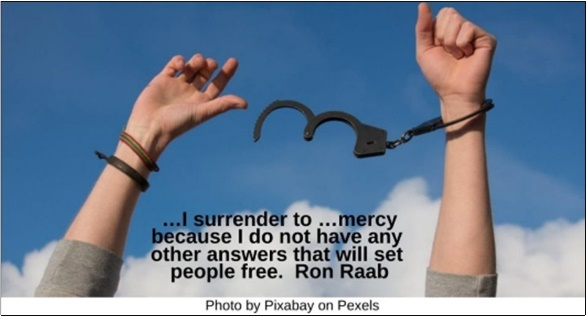 …I surrender to …mercy
because I do not have any
other answers that will set
people free.  Ron Raab
Photo by Pixabay on Pexels